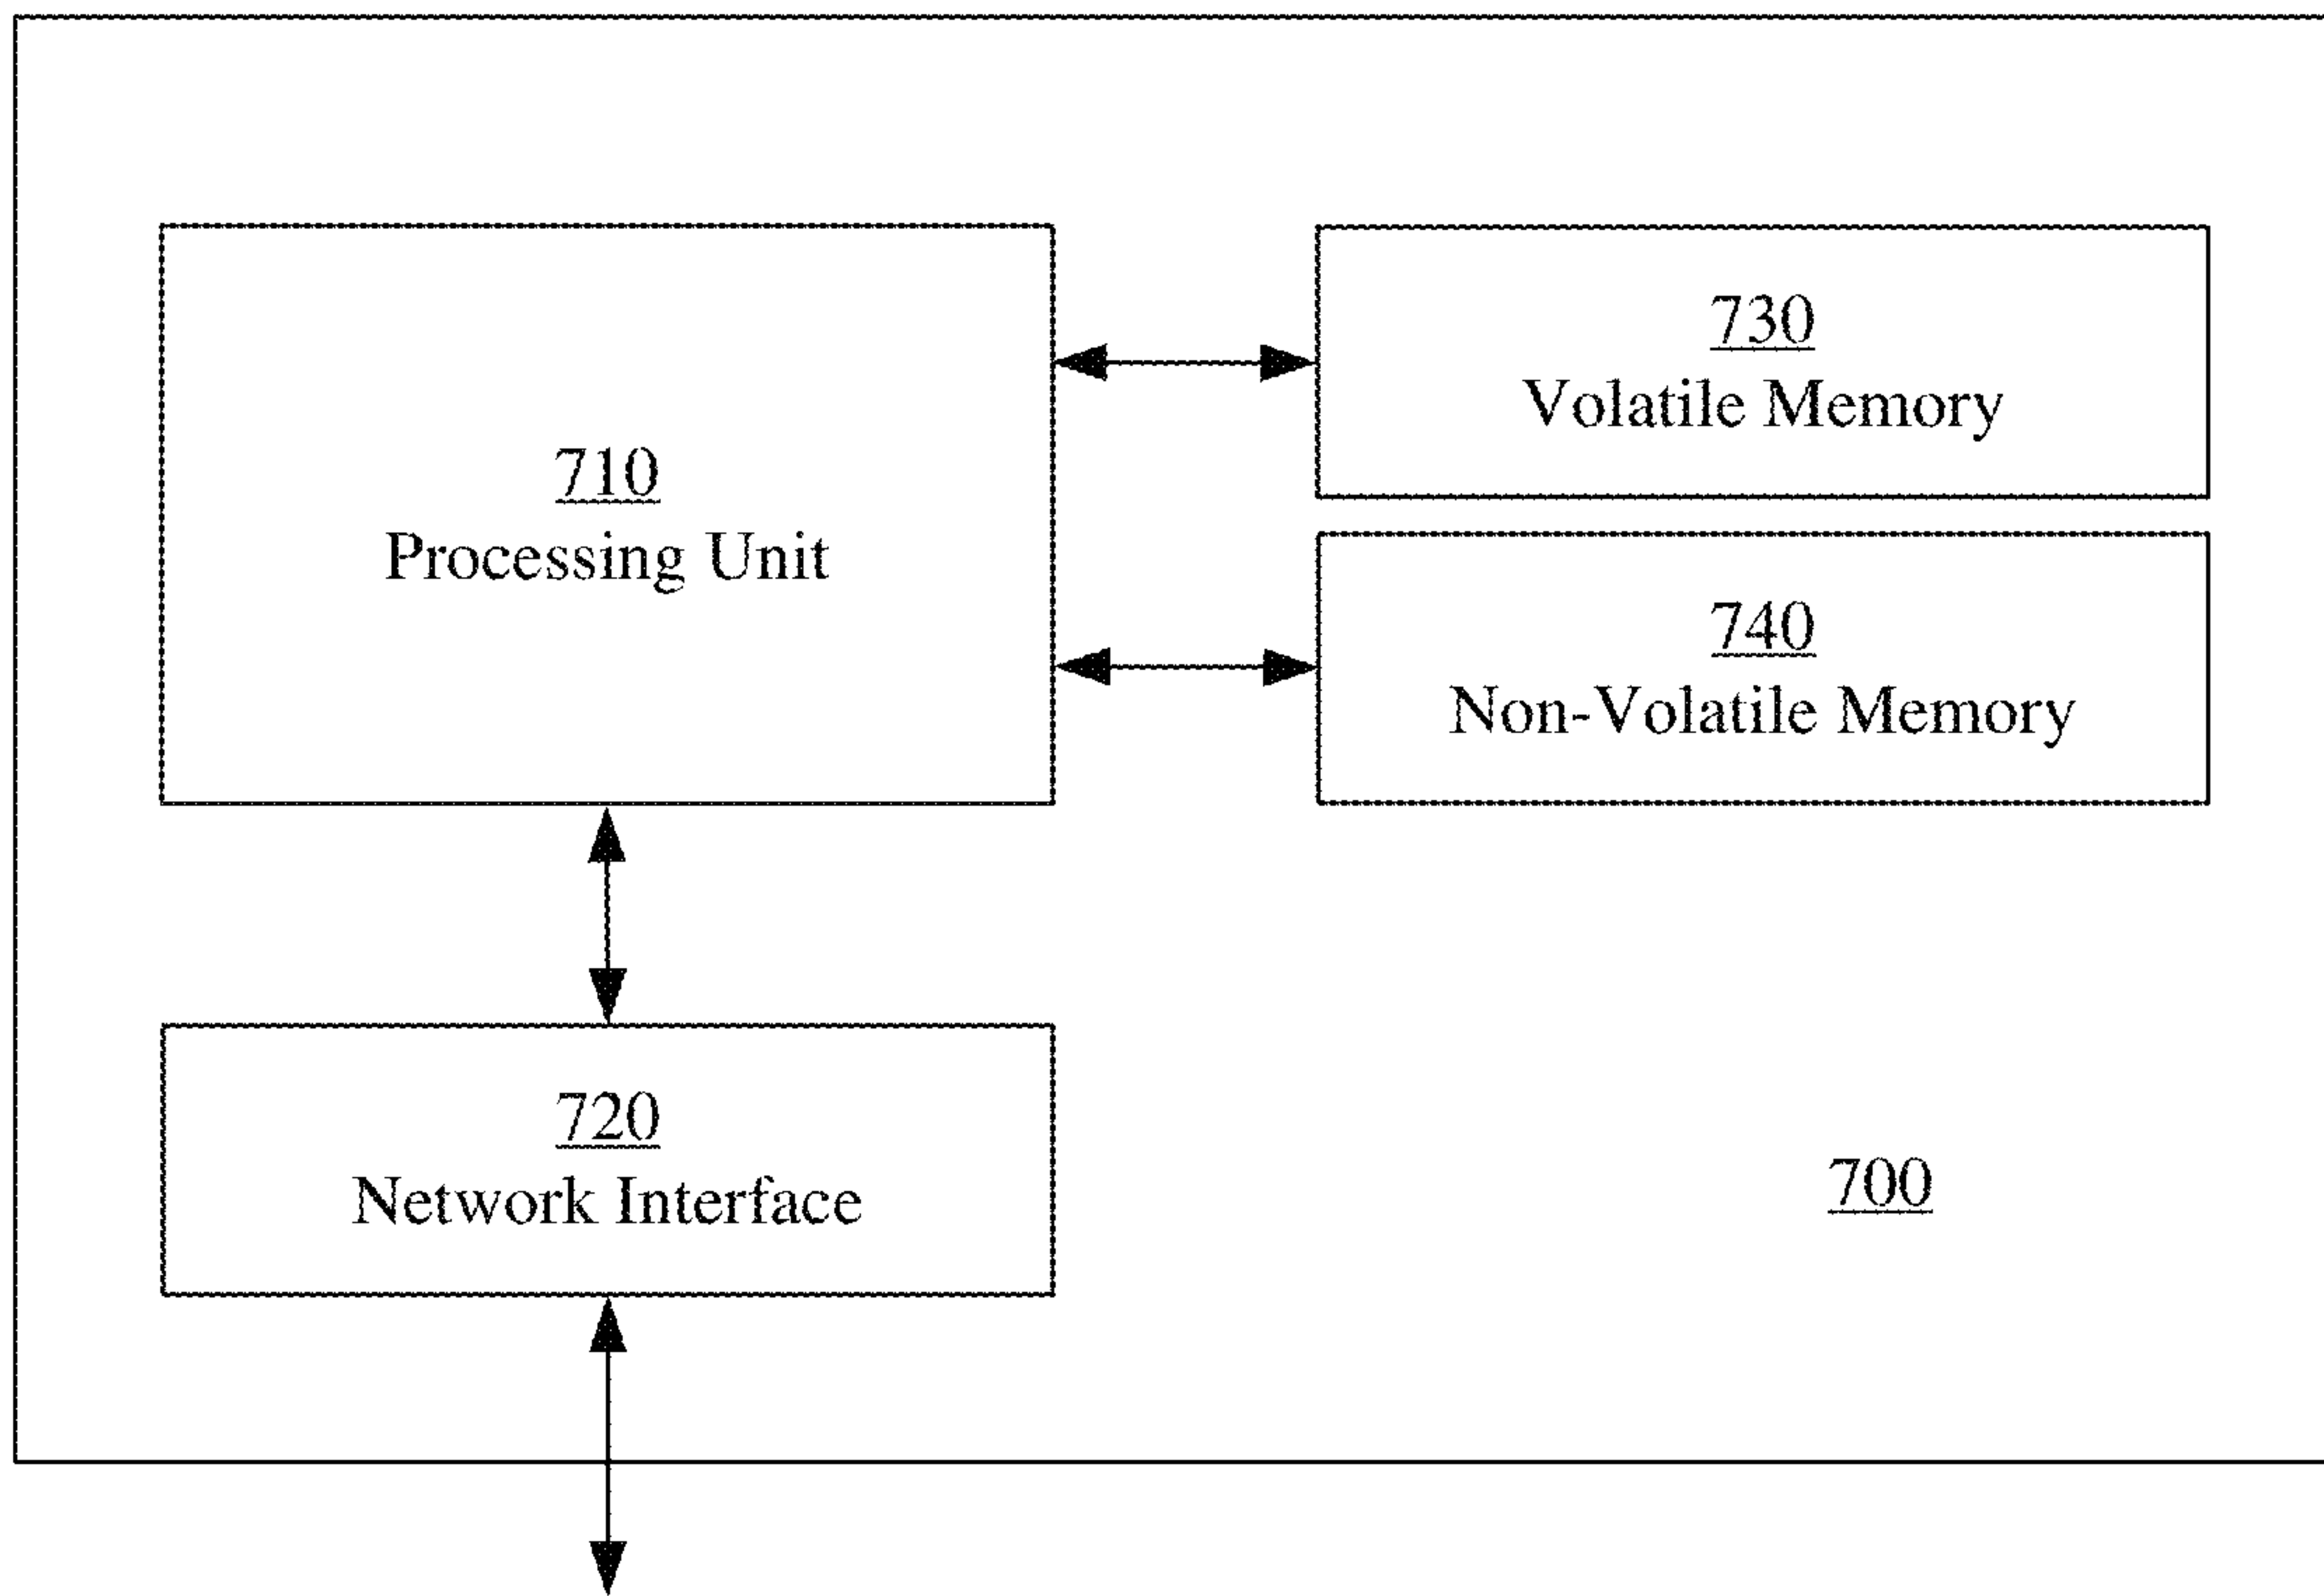 710
Processing Unit
730
Volatile Memory
740
Non-Volatile Memory
720
Network Interface
700